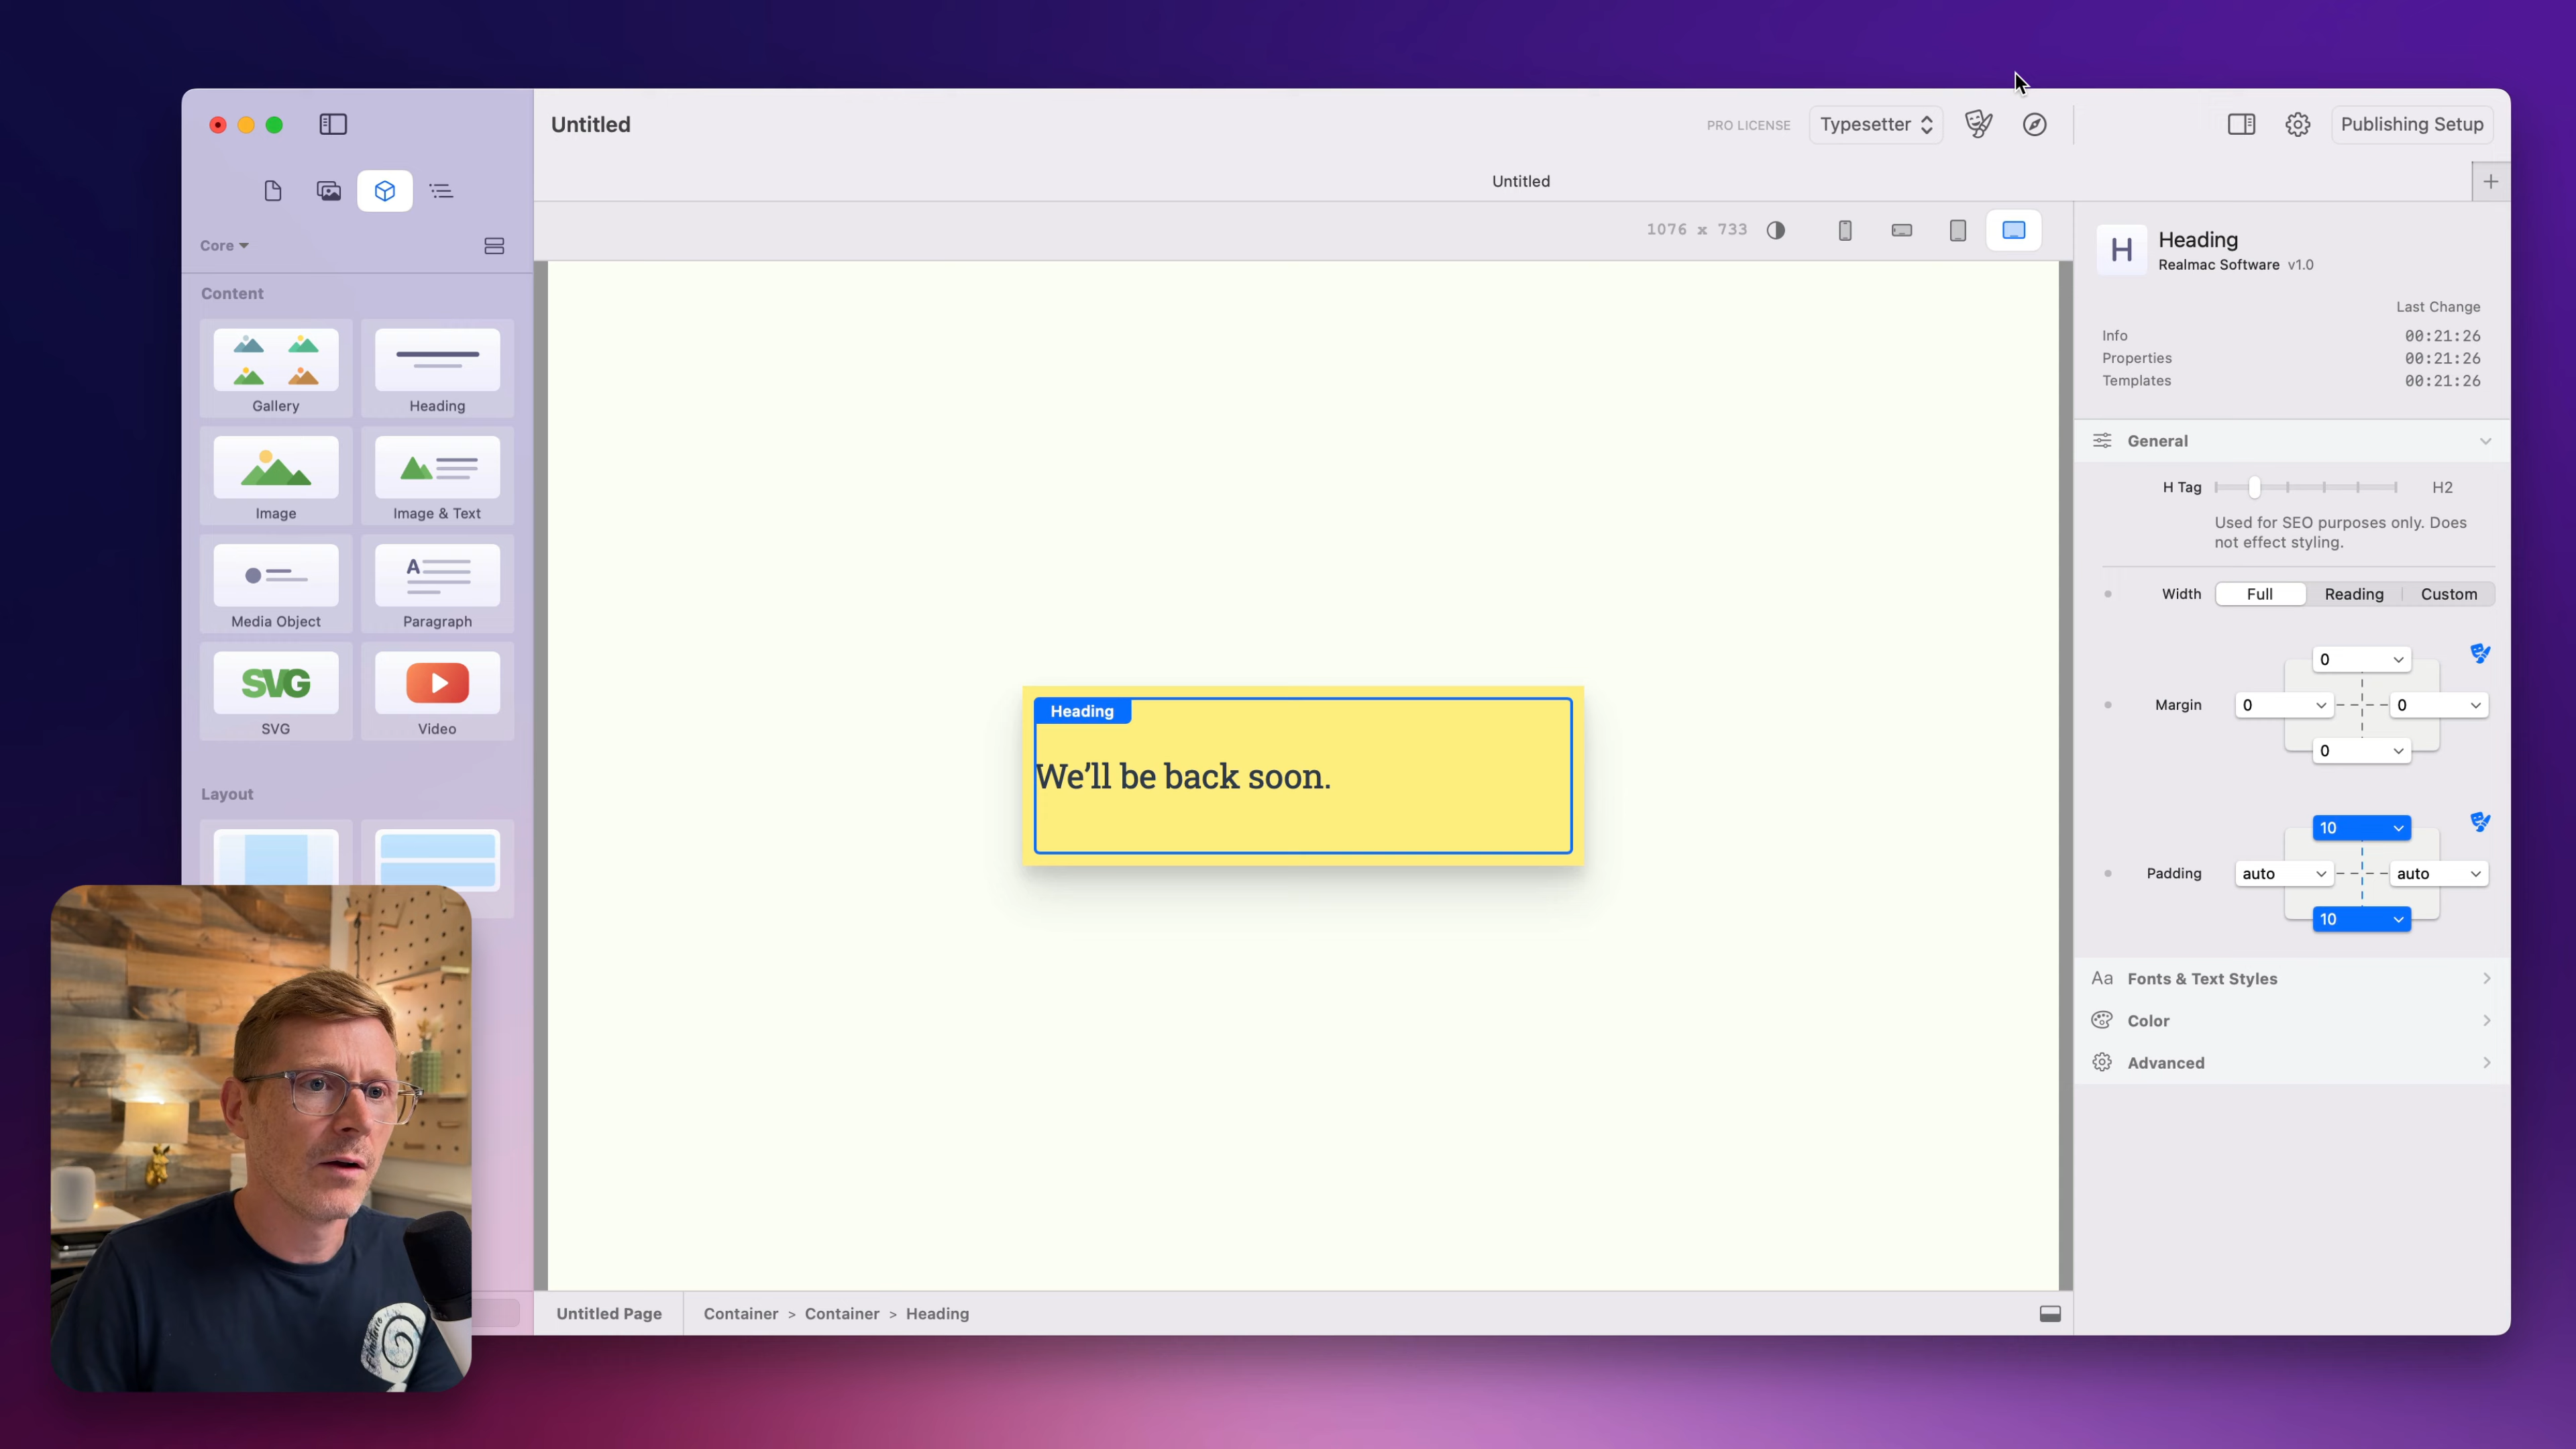 Untitled
PRO LICENSE
Typesetter
Publishing Setup
Untitled
Core
1076 x 733
Content
Gallery
Heading
Image
Image & Text
Media Object
A
Paragraph
SVG
SVG
Video
Layout
Heading
We’ll be back soon.
H
Heading
Realmac Software v1.0
Last Change
Info 00:21:26
Properties 00:21:26
Templates 00:21:26
General
H Tag H2
Used for SEO purposes only. Does
not effect styling.
Width Full Reading Custom
0
Margin 0 0
0
10
Padding auto auto
10
Aa Fonts & Text Styles
Color
Advanced
Untitled Page
Container > Container > Heading